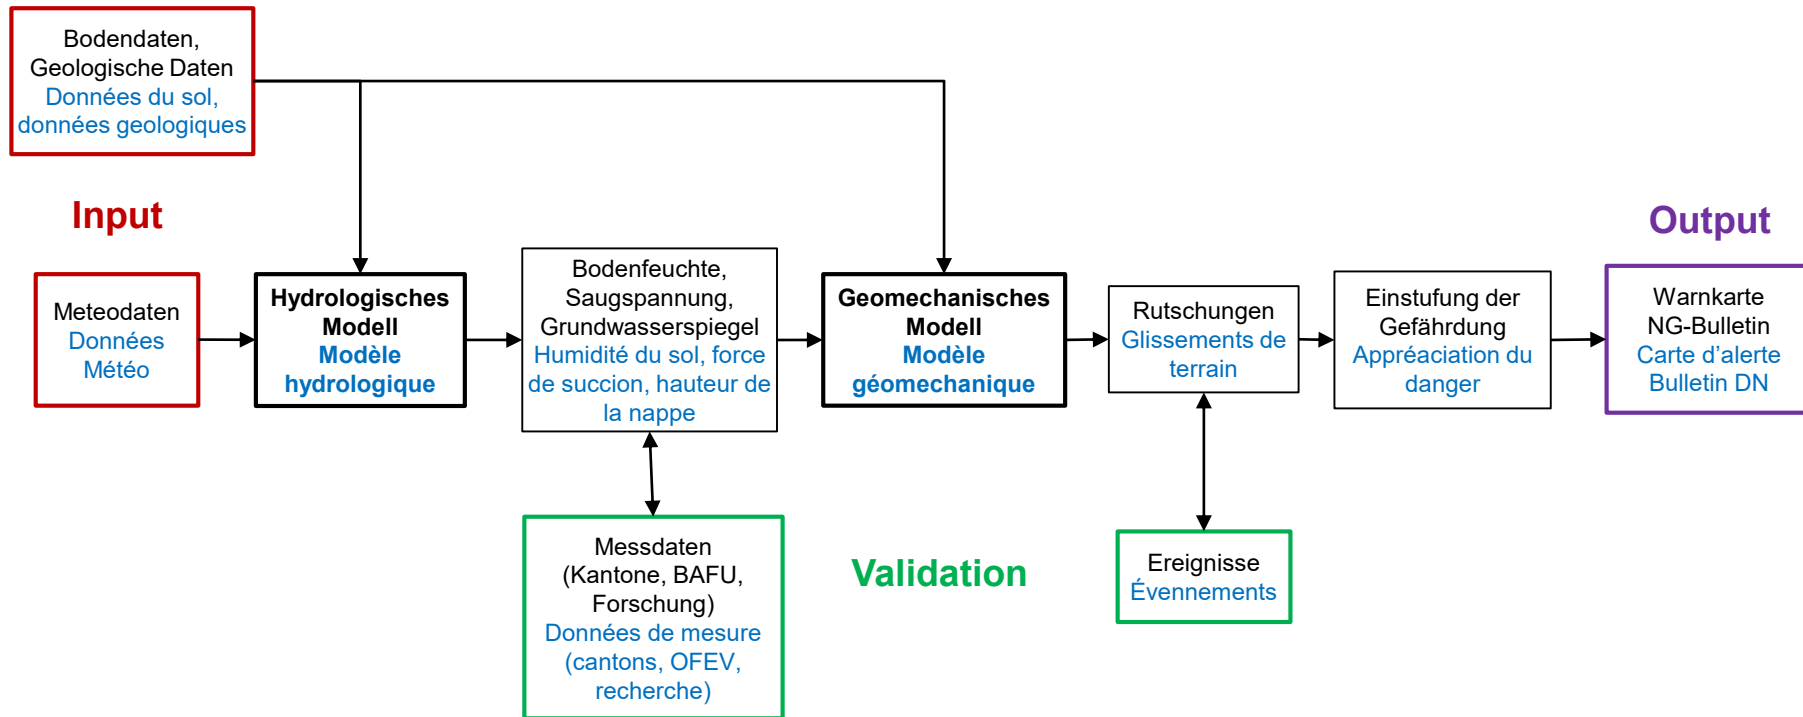 Bodendaten,
Geologische Daten
Données du sol,
données geologiques
Input
Output
Meteodaten
Données
Météo
Hydrologisches
Modell
Modèle
hydrologique
Bodenfeuchte,
Saugspannung,
Grundwasserspiegel
Humidité du sol, force
de succion, hauteur de
la nappe
Geomechanisches
Modell
Modèle
géomechanique
Rutschungen
Glissements de
terrain
Einstufung der
Gefährdung
Appréaciation du
danger
Warnkarte
NG-Bulletin
Carte d’alerte
Bulletin DN
Messdaten
(Kantone, BAFU,
Forschung)
Données de mesure
(cantons, OFEV,
recherche)
Validation
Ereignisse
Évennements